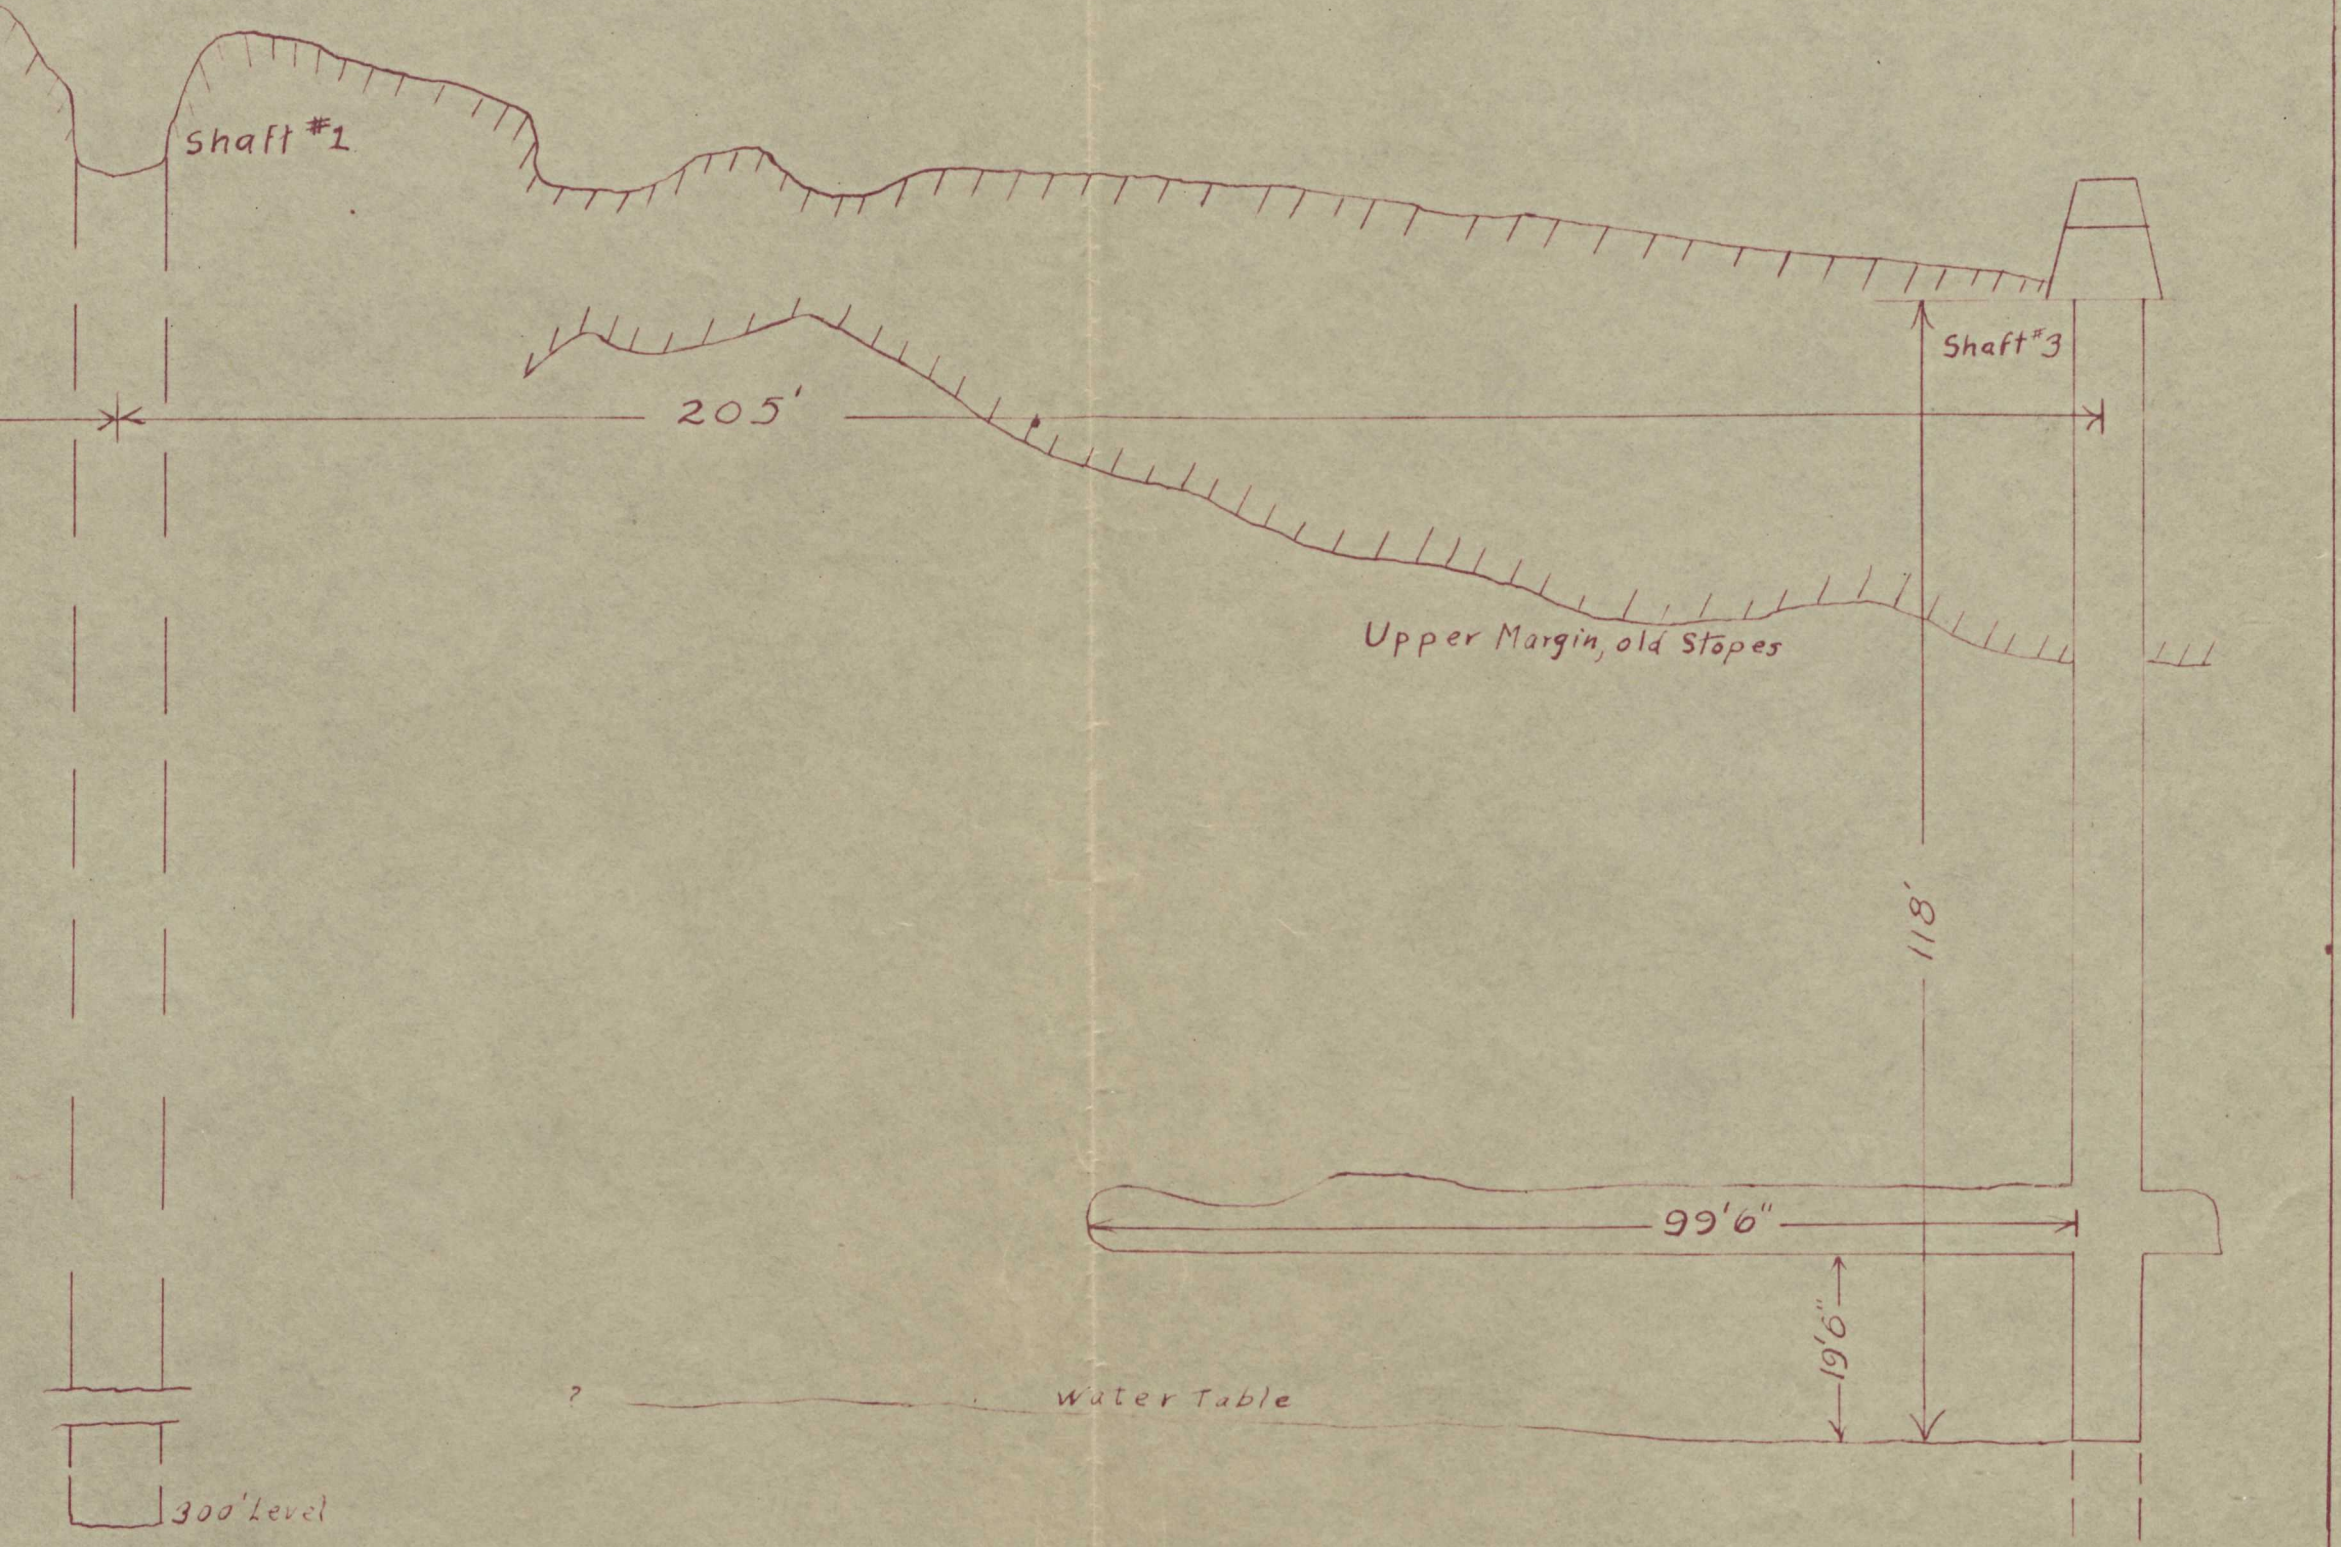 Shaft #1
Shaft #3
205'
Upper Margin, old Stopes
118'
99'6"
19'6"
? Water Table
300' Level